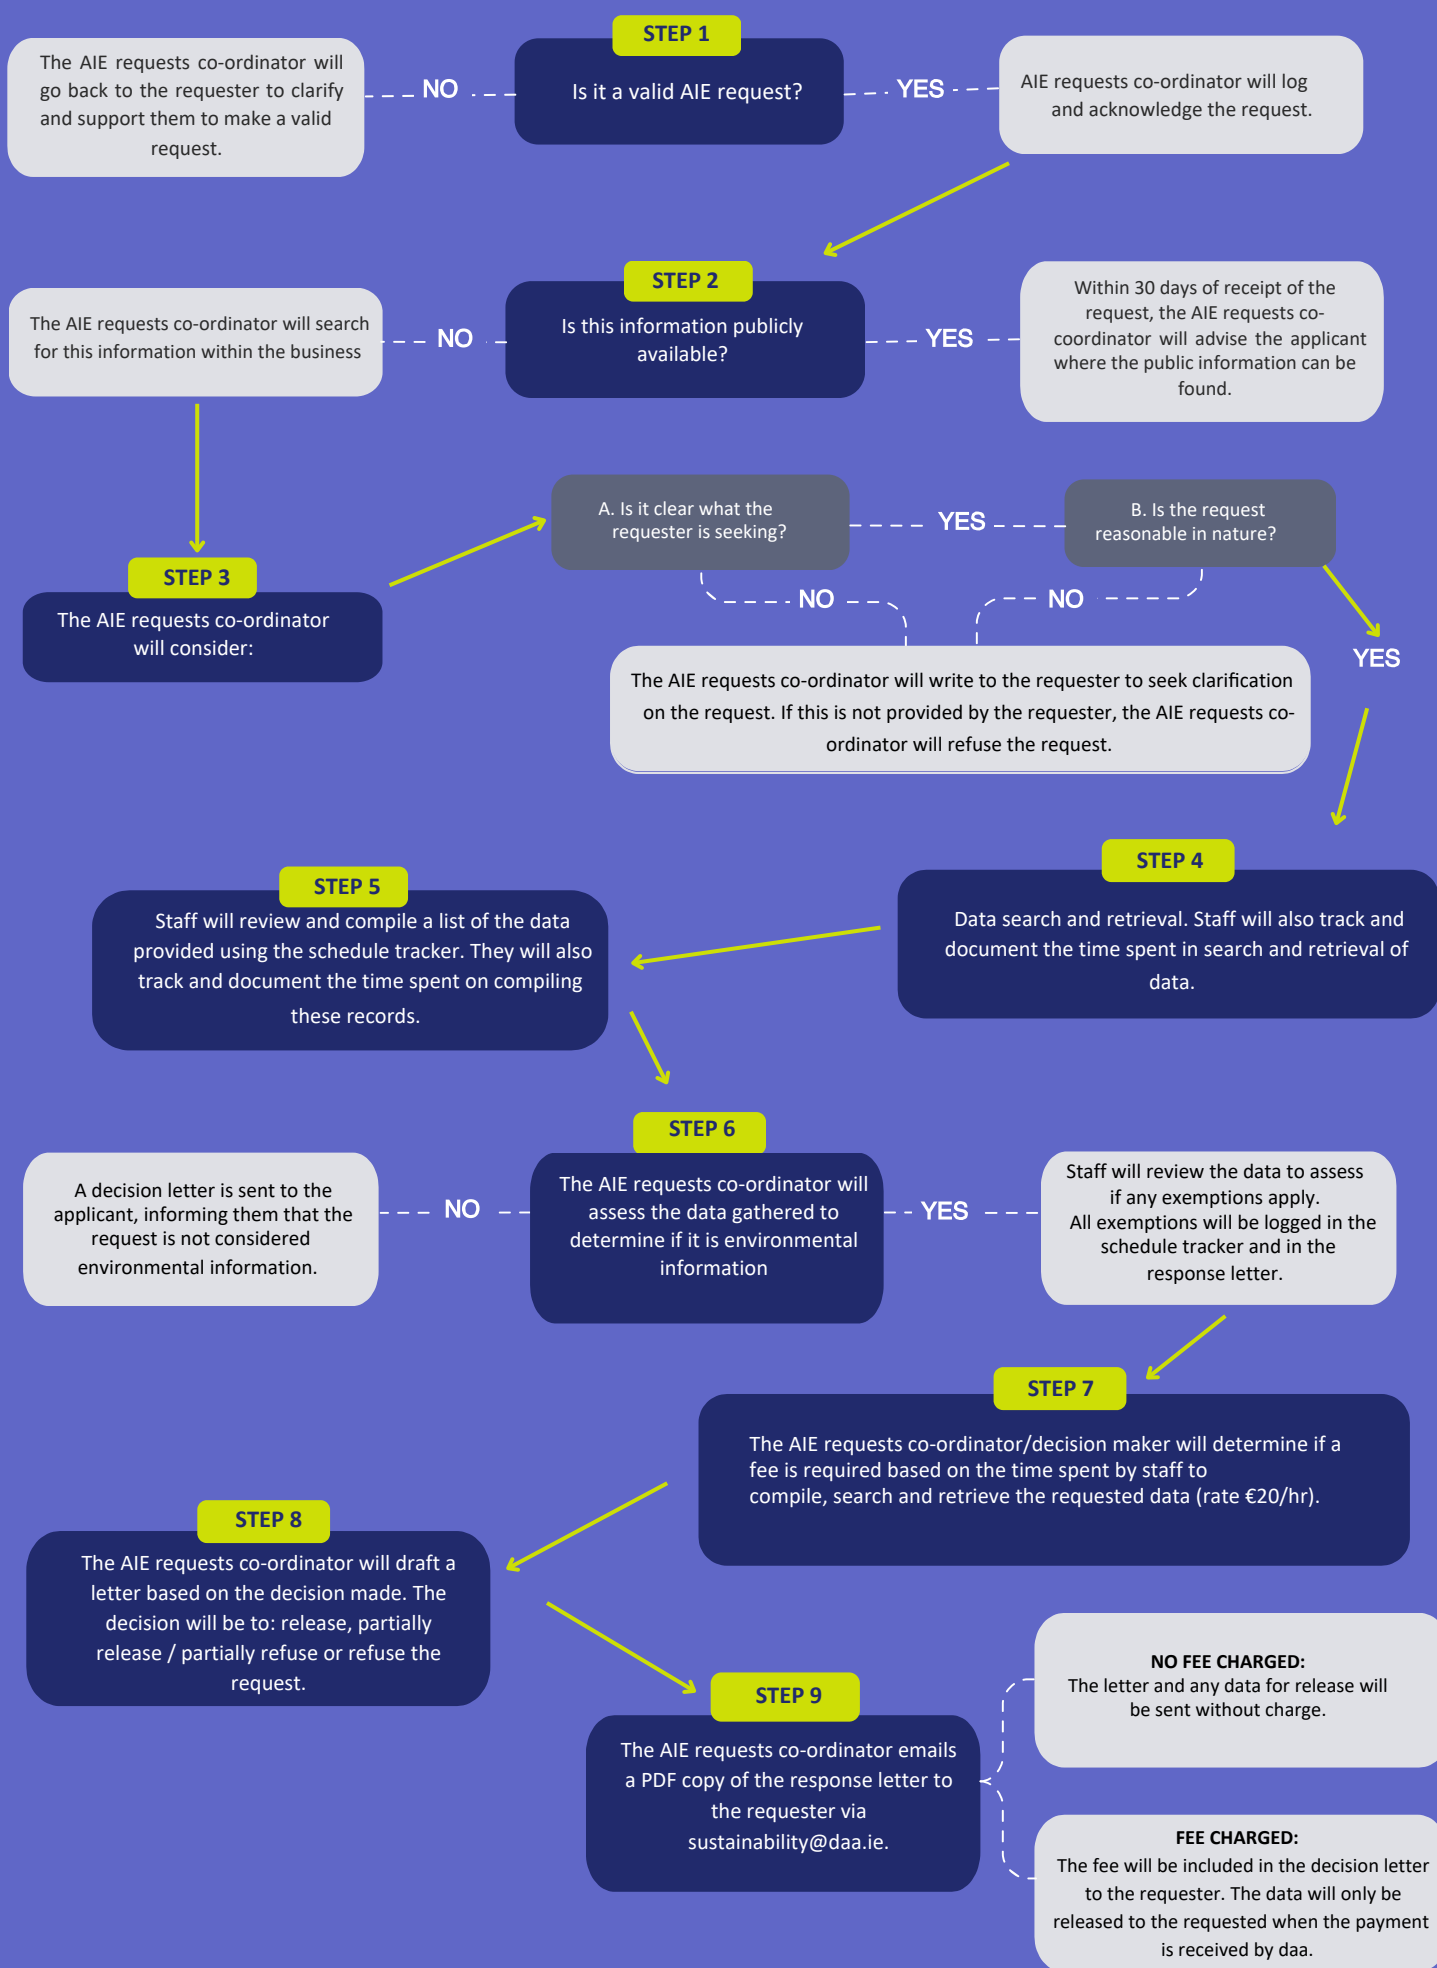 STEP 1
The AIE requests co-ordinator will
go back to the requester to clarify
and support them to make a valid
request.
NO
Is it a valid AIE request?
YES
AIE requests co-ordinator will log
and acknowledge the request.
STEP 2
The AIE requests co-ordinator will search
for this information within the business
NO
Is this information publicly
available?
YES
Within 30 days of receipt of the
request, the AIE requests co-
coordinator will advise the applicant
where the public information can be
found.
STEP 3
The AIE requests co-ordinator
will consider:
A. Is it clear what the
requester is seeking?
YES
B. Is the request
reasonable in nature?
NO
NO
YES
The AIE requests co-ordinator will write to the requester to seek clarification
on the request. If this is not provided by the requester, the AIE requests co-
ordinator will refuse the request.
STEP 4
Data search and retrieval. Staff will also track and
document the time spent in search and retrieval of
data.
STEP 5
Staff will review and compile a list of the data
provided using the schedule tracker. They will also
track and document the time spent on compiling
these records.
STEP 6
The AIE requests co-ordinator will
assess the data gathered to
determine if it is environmental
information
NO
A decision letter is sent to the
applicant, informing them that the
request is not considered
environmental information.
YES
Staff will review the data to assess
if any exemptions apply.
All exemptions will be logged in the
schedule tracker and in the
response letter.
STEP 7
The AIE requests co-ordinator/decision maker will determine if a
fee is required based on the time spent by staff to
compile, search and retrieve the requested data (rate €20/hr).
STEP 8
The AIE requests co-ordinator will draft a
letter based on the decision made. The
decision will be to: release, partially
release / partially refuse or refuse the
request.
STEP 9
The AIE requests co-ordinator emails
a PDF copy of the response letter to
the requester via
sustainability@daa.ie.
NO FEE CHARGED:
The letter and any data for release will
be sent without charge.
FEE CHARGED:
The fee will be included in the decision letter
to the requester. The data will only be
released to the requested when the payment
is received by daa.